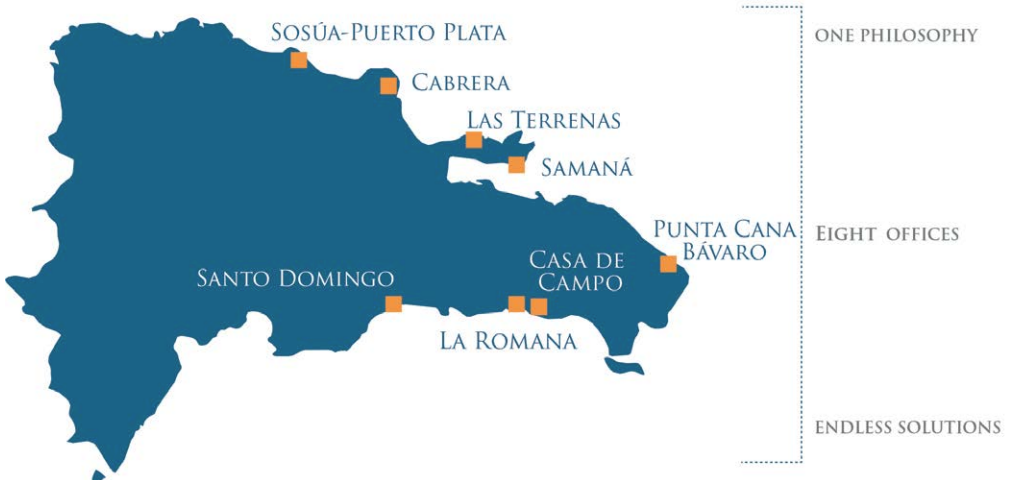 SOSÚA-PUERTO PLATA
CABRERA
LAS TERRENAS
SAMANÁ
PUNTA CANA
BÁVARO
CASA DE
CAMPO
SANTO DOMINGO
LA ROMANA
ONE PHILOSOPHY
EIGHT OFFICES
ENDLESS SOLUTIONS